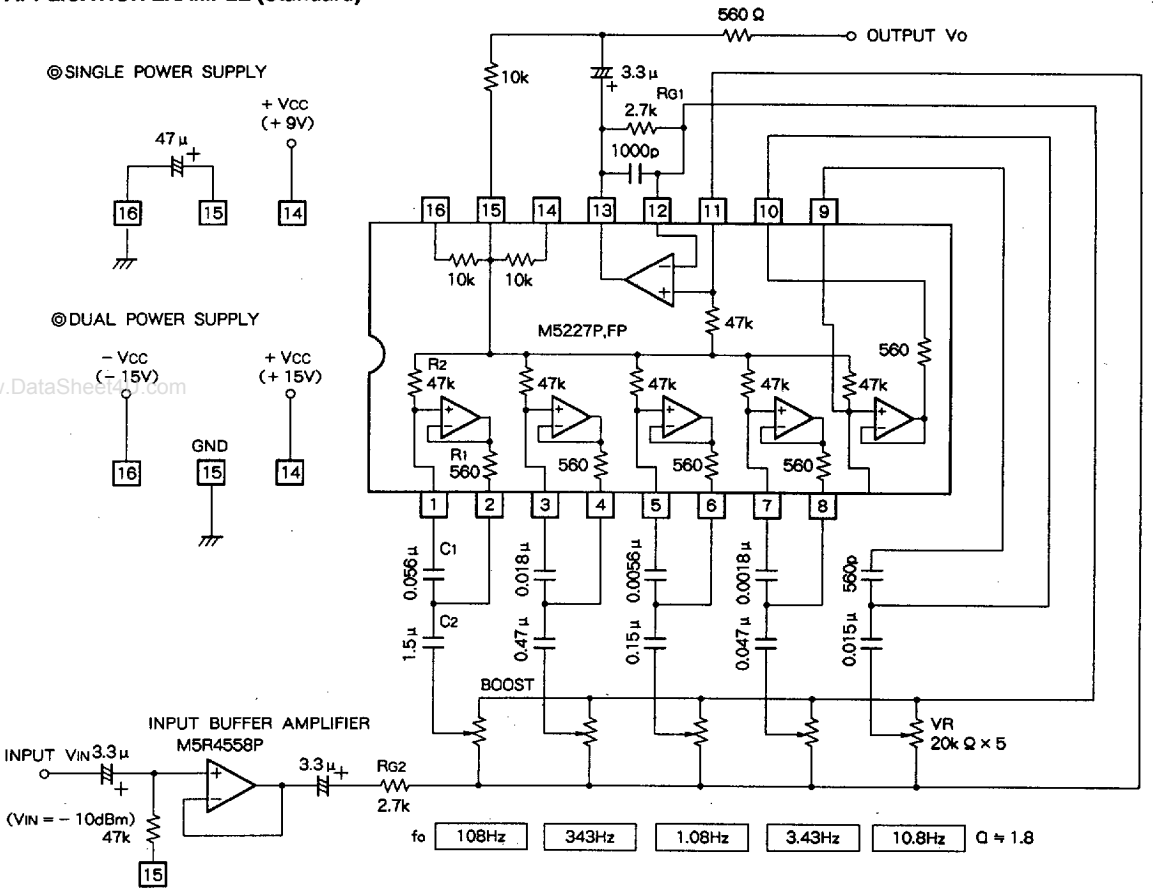 (Standard)
560 Ω
OUTPUT Vo
◎SINGLE POWER SUPPLY
10k
3.3μ
+
RG1
2.7k
1000p
47μ
+
+ Vcc
(+ 9V)
16
15
14
16
15
14
13
12
11
10
9
10k
10k
−
+
47k
M5227P,FP
560
◎DUAL POWER SUPPLY
− Vcc
(− 15V)
+ Vcc
(+ 15V)
GND
16
15
14
R2
47k
47k
47k
47k
47k
+
−
+
−
+
−
+
−
+
−
R1
560
560
560
560
1
2
3
4
5
6
7
8
0.056μ
C1
0.018μ
0.0056μ
0.0018μ
560p
1.5μ
C2
0.47μ
0.15μ
0.047μ
0.015μ
BOOST
VR
20k Ω × 5
INPUT BUFFER AMPLIFIER
M5R4558P
INPUT VIN
3.3μ
+
+
−
3.3μ
+
RG2
2.7k
(VIN = − 10dBm)
47k
15
fo
108Hz
343Hz
1.08Hz
3.43Hz
10.8Hz
Q ≒ 1.8